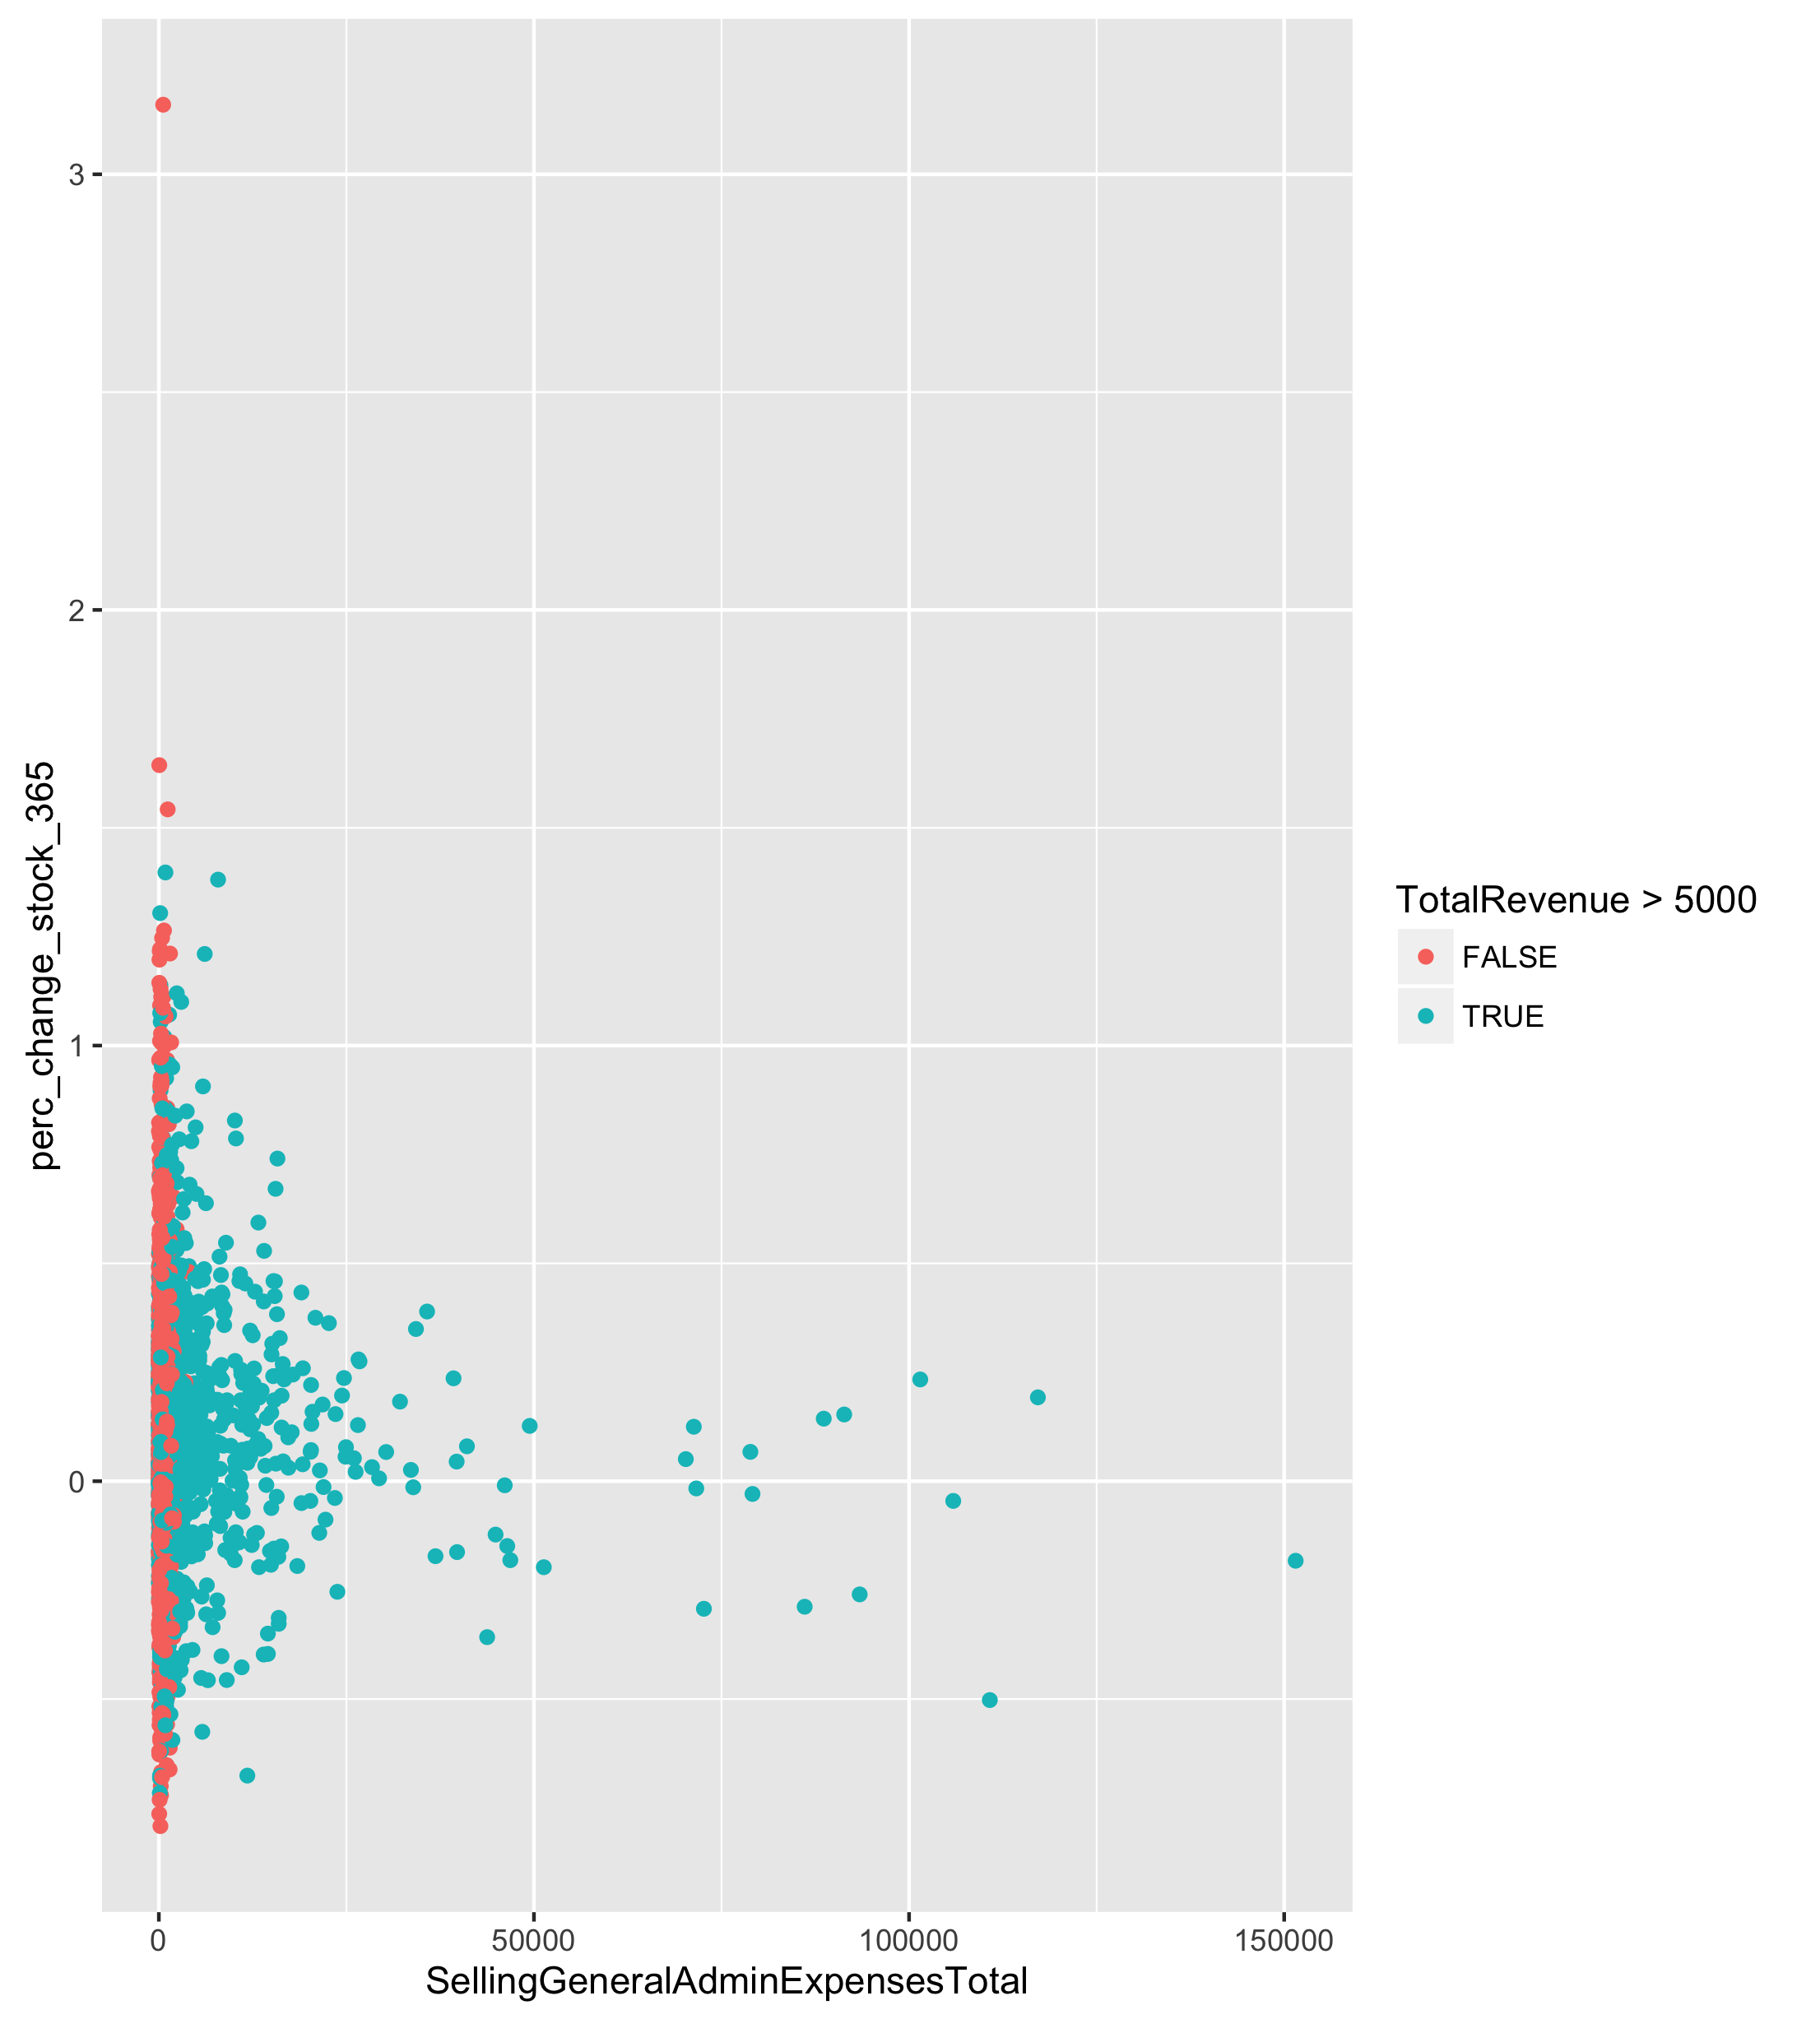 3
2
1
0
perc_change_stock_365
0
50000
100000
150000
SellingGeneralAdminExpensesTotal
TotalRevenue > 5000
FALSE
TRUE